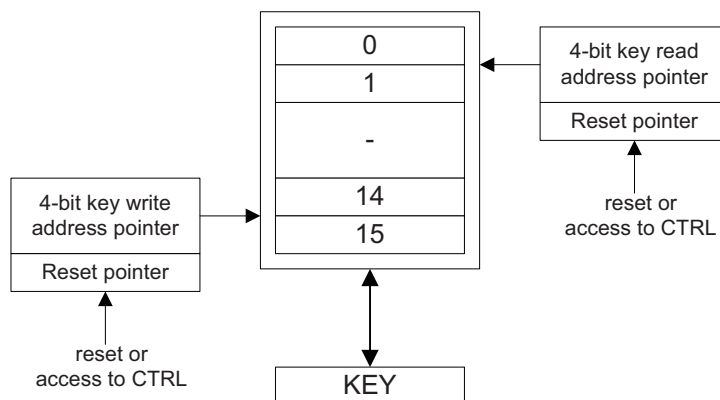 0
1
-
14
15
4-bit key read
address pointer
Reset pointer
reset or
access to CTRL
4-bit key write
address pointer
Reset pointer
reset or
access to CTRL
KEY